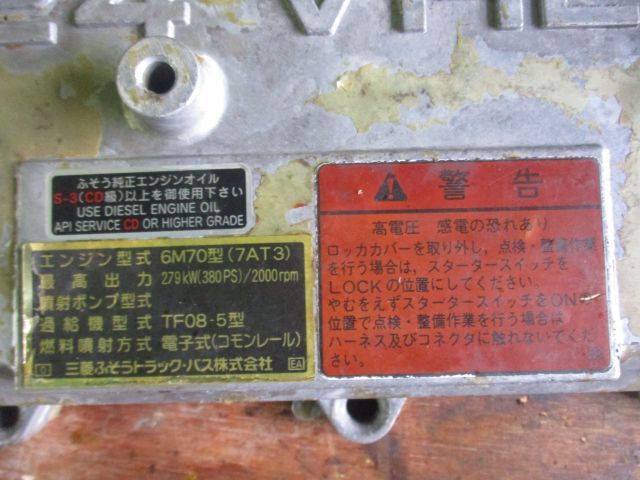 24 V
ふそう純正エンジンオイル
S-3(CD級)以上を御使用下さい
USE DIESEL ENGINE OIL
API SERVICE CD OR HIGHER GRADE
エンジン型式 6M70型(7AT3)
最高出力 279kW(380PS)/2000rpm
噴射ポンプ型式
過給機型式 TF08-5型
燃料噴射方式 電子式(コモンレール)
三菱ふそうトラック・バス株式会社 EA
警告
高電圧 感電の恐れあり
ロッカカバーを取り外し,点検・整備作業
を行う場合は,スタータースイッチを
LOCKの位置にしてください。
やむをえずスタータースイッチをON
位置で点検・整備作業を行う場合は
ハーネス及びコネクタに触れないでくだ